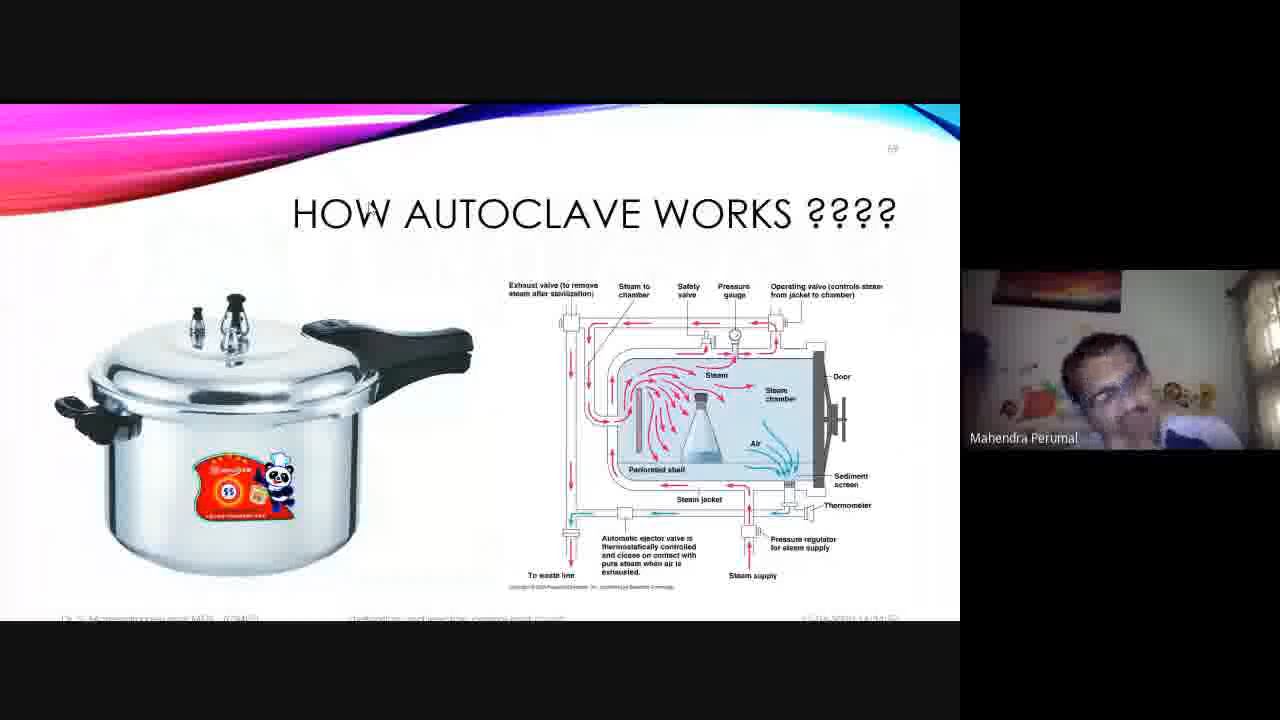 69
HOW AUTOCLAVE WORKS ????
Exhaust valve (to remove
steam after sterilization)
Steam to
chamber
Safety
valve
Pressure
gauge
Operating valve (controls steam
from jacket to chamber)
Steam
Steam
chamber
Door
Air
Perforated shelf
Sediment
screen
Steam jacket
Thermometer
Automatic ejector valve is
thermostatically controlled
and closes on contact with
pure steam when air is
exhausted.
Pressure regulator
for steam supply
To waste line
Steam supply
Mahendra Perumal